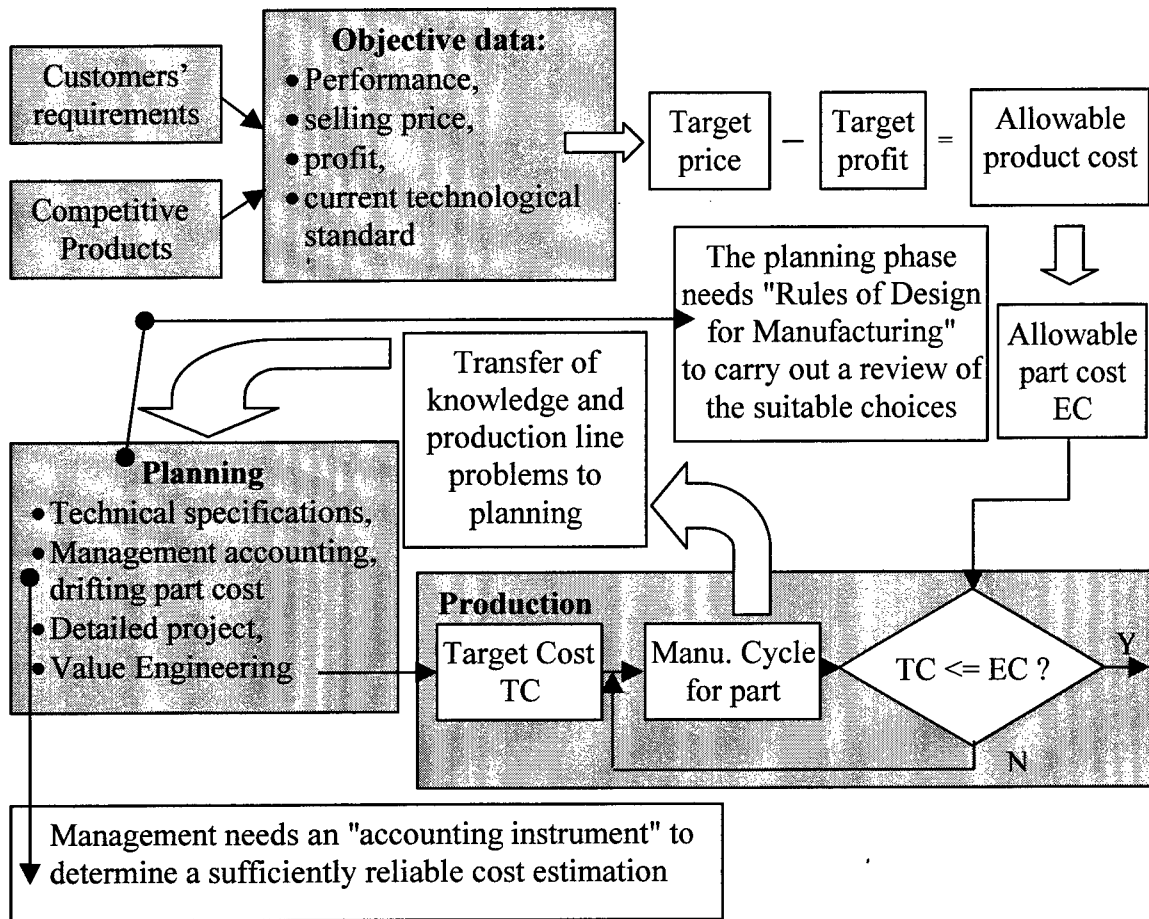 Customers'
requirements
Competitive
Products
Objective data:
• Performance,
• selling price,
• profit,
• current technological
standard
Target
price
−
Target
profit
=
Allowable
product cost
The planning phase
needs "Rules of Design
for Manufacturing"
to carry out a review of
the suitable choices
Allowable
part cost
EC
Transfer of
knowledge and
production line
problems to
planning
Planning
• Technical specifications,
• Management accounting,
drifting part cost
• Detailed project,
• Value Engineering
Production
Target Cost
TC
Manu. Cycle
for part
TC <= EC ?
Y
N
Management needs an "accounting instrument" to
determine a sufficiently reliable cost estimation